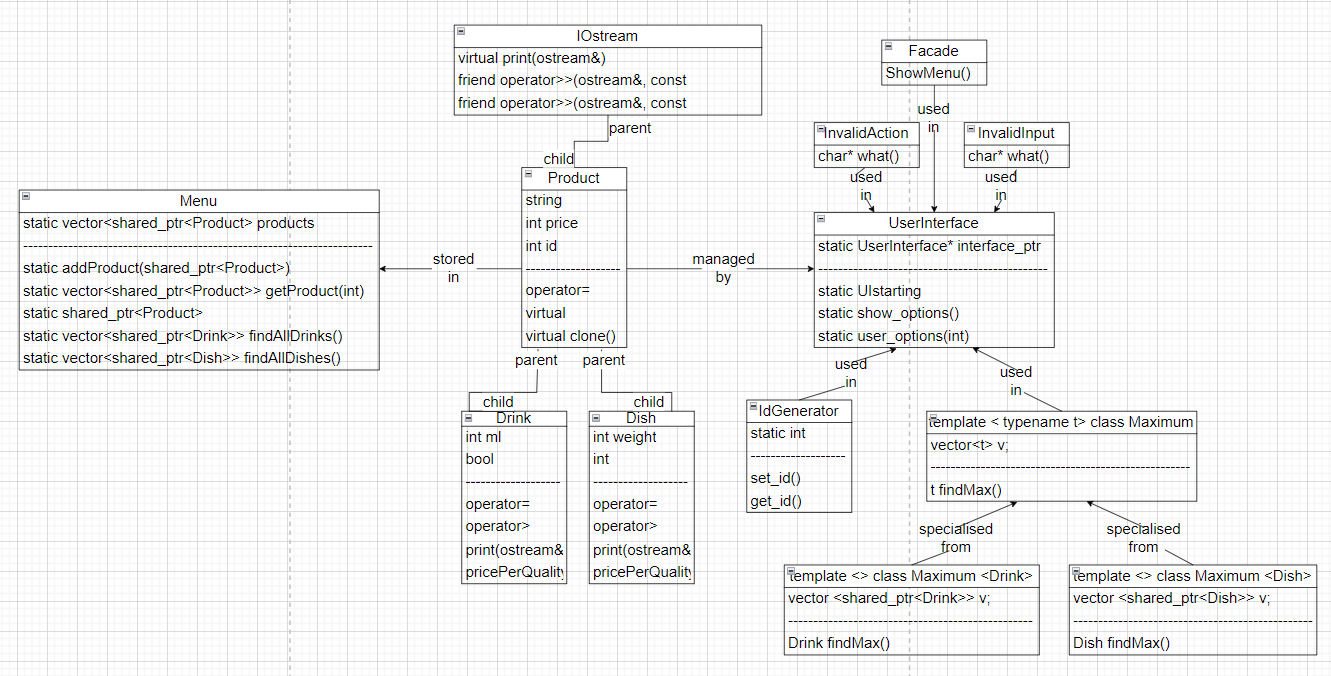 IOstream
virtual print(ostream&)
friend operator>>(ostream&, const
friend operator>>(ostream&, const
parent
child
Facade
ShowMenu()
used
in
InvalidAction
char* what()
used
in
InvalidInput
char* what()
used
in
Menu
static vector<shared_ptr<Product> products
--------------------------------------------------------------------
static addProduct(shared_ptr<Product>)
static vector<shared_ptr<Product>> getProduct(int)
static shared_ptr<Product>
static vector<shared_ptr<Drink>> findAllDrinks()
static vector<shared_ptr<Dish>> findAllDishes()
stored
in
Product
string
int price
int id
-------------------
operator=
virtual
virtual clone()
managed
by
UserInterface
static UserInterface* interface_ptr
----------------------------------------------
static UIstarting
static show_options()
static user_options(int)
parent
child
parent
child
Drink
int ml
bool
-------------------
operator=
operator>
print(ostream&
pricePerQuality
Dish
int weight
int
-------------------
operator=
operator>
print(ostream&
pricePerQuality
used
in
IdGenerator
static int
-------------------
set_id()
get_id()
used
in
template < typename t> class Maximum
vector<t> v;
----------------------------------------------------
t findMax()
specialised
from
specialised
from
template <> class Maximum <Drink>
vector <shared_ptr<Drink>> v;
-------------------------------------------------
Drink findMax()
template <> class Maximum <Dish>
vector <shared_ptr<Dish>> v;
------------------------------------------------
Dish findMax()